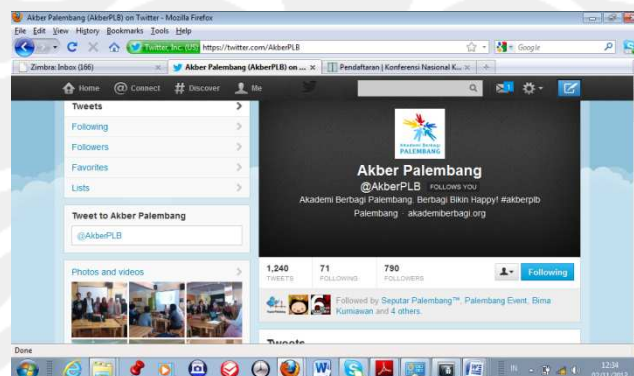 Akber Palembang (AkberPLB) on Twitter - Mozilla Firefox
File Edit View History Bookmarks Tools Help
Twitter, Inc. (US) https://twitter.com/AkberPLB
Google
Zimbra: Inbox (166)
Akber Palembang (AkberPLB) on ...
Pendaftaran | Konferensi Nasional K...
Home Connect Discover Me
Tweets
Following
Followers
Favorites
Lists
Tweet to Akber Palembang
@AkberPLB
Photos and videos
Akademi Berbagi
PALEMBANG
Akber Palembang
@AkberPLB FOLLOWS YOU
Akademi Berbagi Palembang. Berbagi Bikin Happy! #akberplb
Palembang · akademiberbagi.org
1,240 TWEETS
71 FOLLOWING
790 FOLLOWERS
Following
Followed by Seputar Palembang™, Palembang Event, Bima
Kurniawan and 4 others.
Tweets
Done
IN
12:34